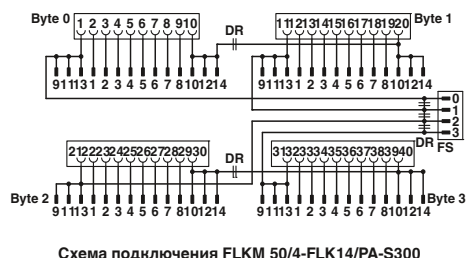 Byte 0 1 2 3 4 5 6 7 8 9 10 DR 11 12 13 14 15 16 17 18 19 20 Byte 1
9 11 13 1 2 3 4 5 6 7 8 10 12 14 9 11 13 1 2 3 4 5 6 7 8 10 12 14
0
1
2
3
DR FS
21 22 23 24 25 26 27 28 29 30 DR 31 32 33 34 35 36 37 38 39 40
Byte 2 9 11 13 1 2 3 4 5 6 7 8 10 12 14 9 11 13 1 2 3 4 5 6 7 8 10 12 14 Byte 3
Схема подключения FLKM 50/4-FLK14/PA-S300